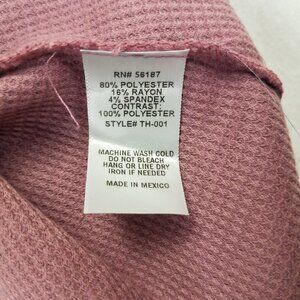 RN# 56187
80% POLYESTER
16% RAYON
4% SPANDEX
CONTRAST:
100% POLYESTER
STYLE# TH-001
MACHINE WASH COLD
DO NOT BLEACH
HANG OR LINE DRY
IRON IF NEEDED
MADE IN MEXICO